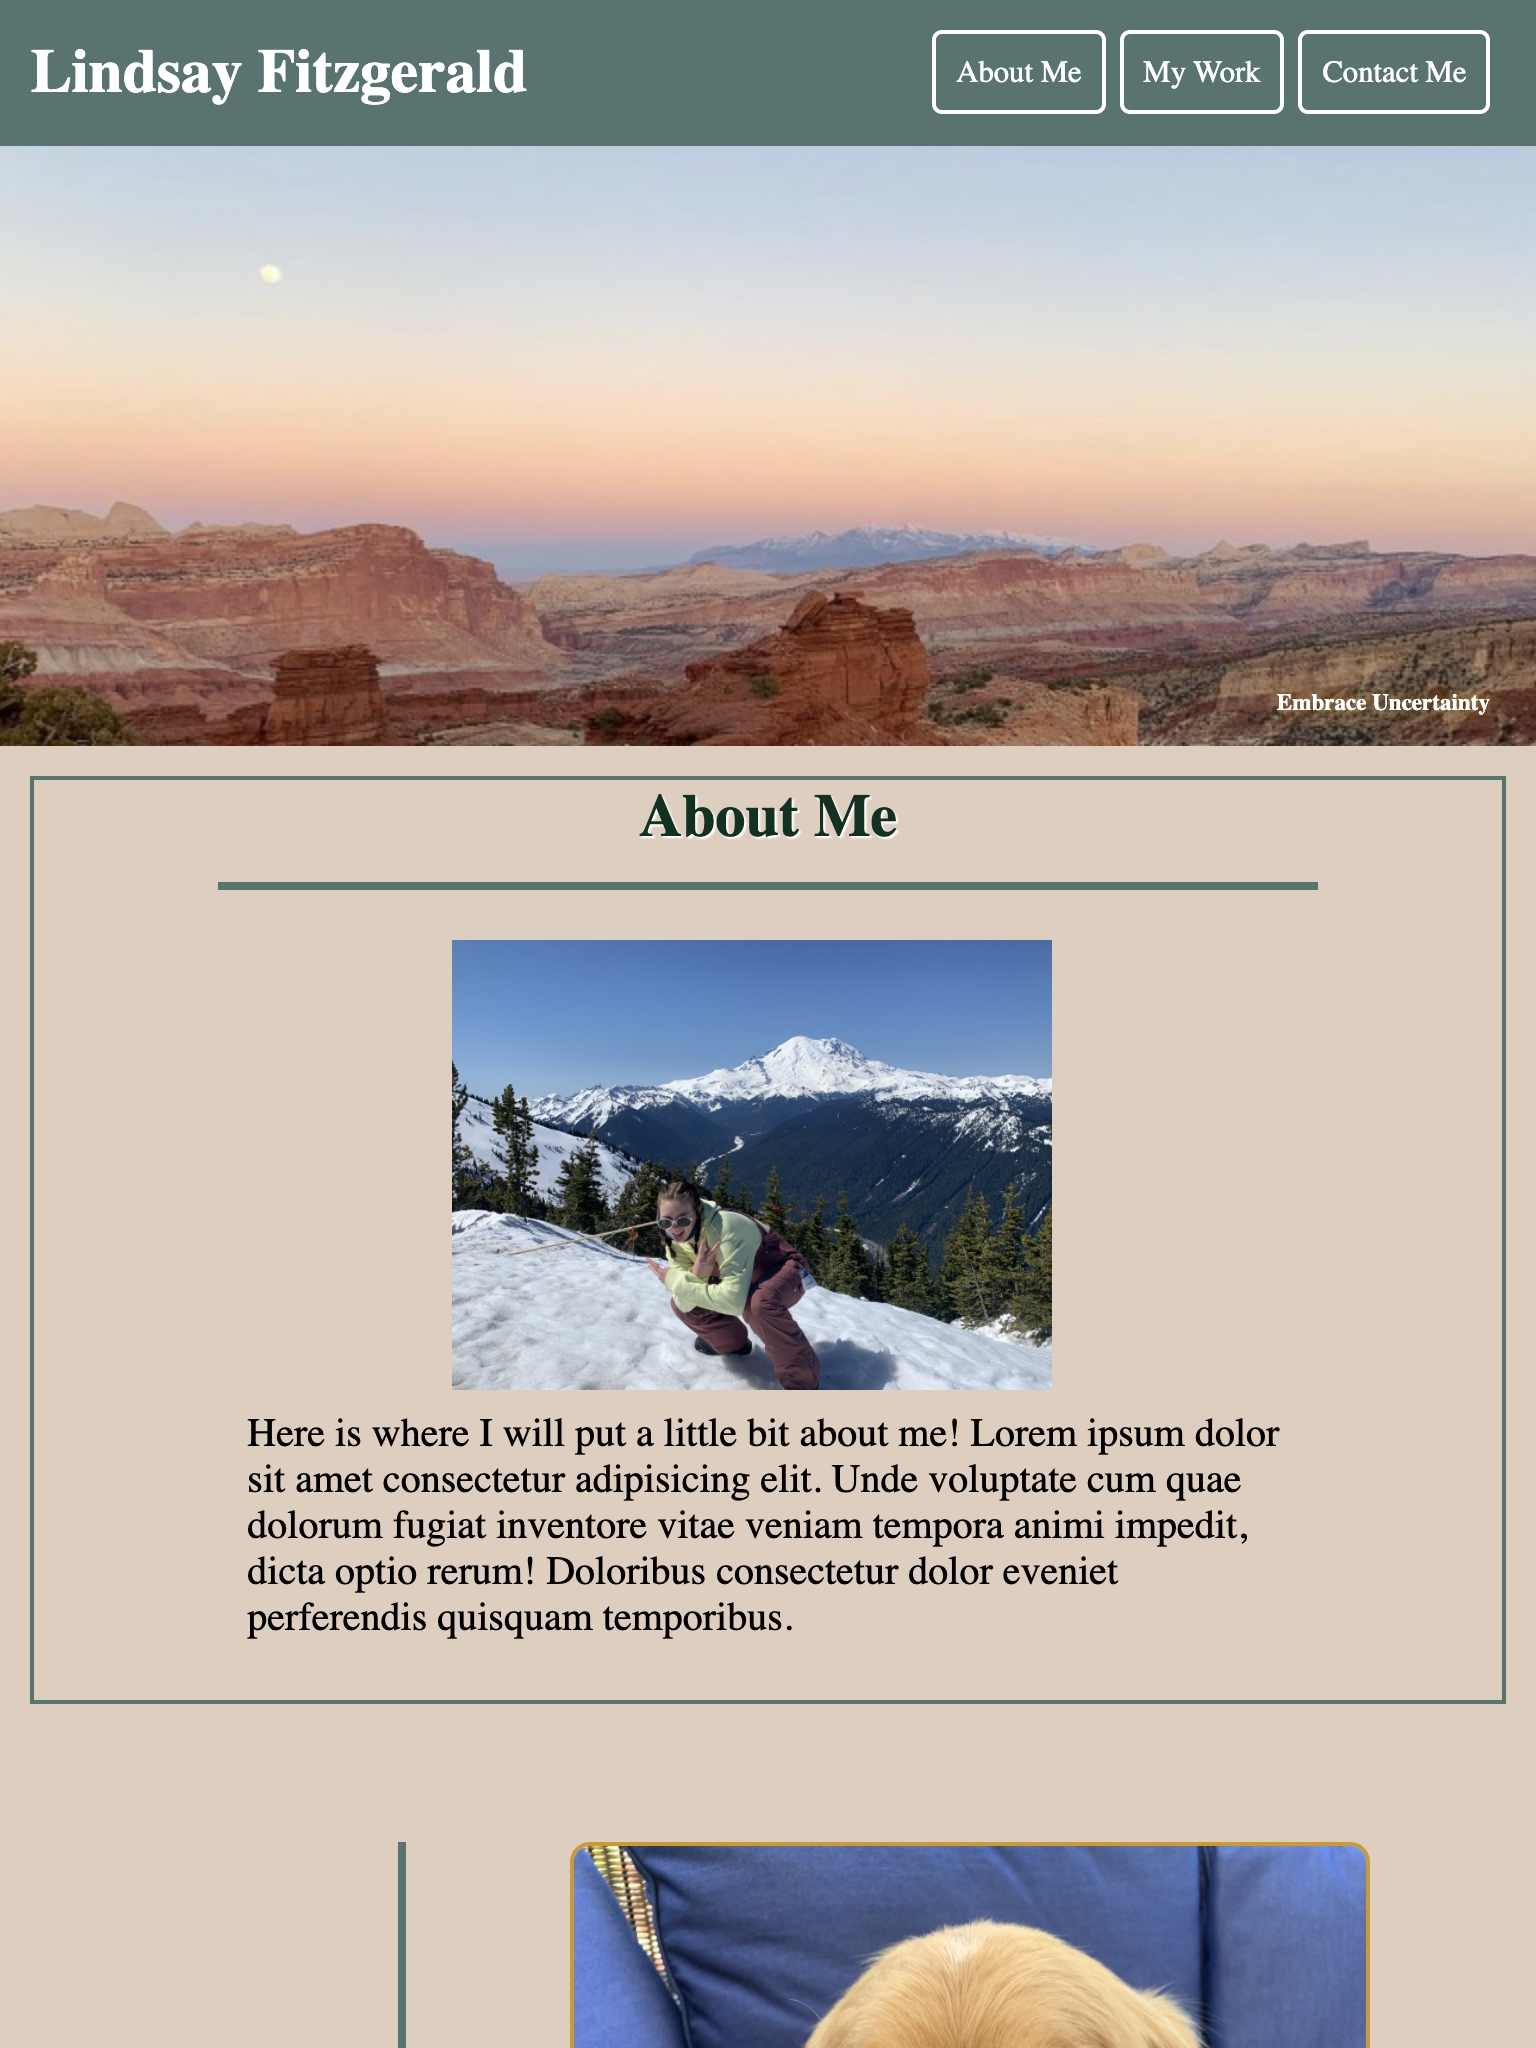 Lindsay Fitzgerald
About Me
My Work
Contact Me
Embrace Uncertainty
About Me
Here is where I will put a little bit about me! Lorem ipsum dolor
sit amet consectetur adipisicing elit. Unde voluptate cum quae
dolorum fugiat inventore vitae veniam tempora animi impedit,
dicta optio rerum! Doloribus consectetur dolor eveniet
perferendis quisquam temporibus.